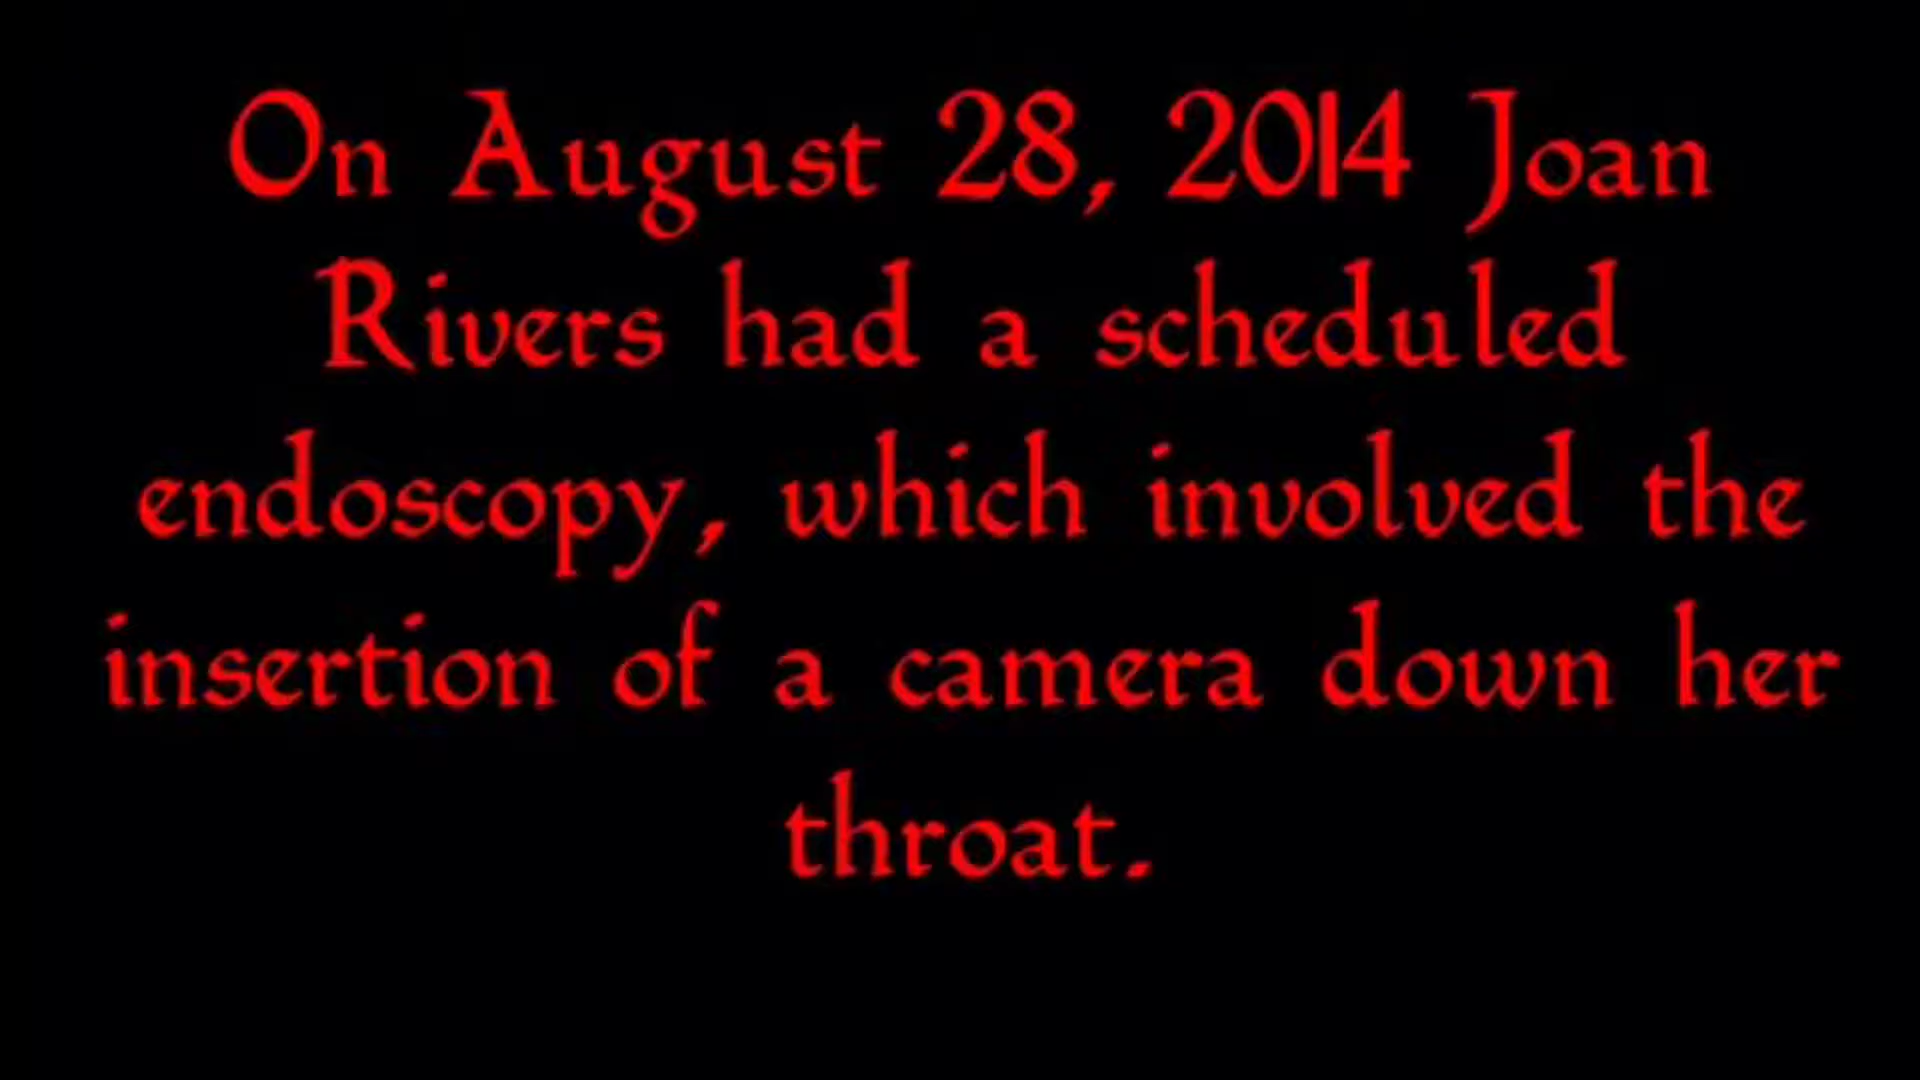 On August 28, 2014 Joan
Rivers had a scheduled
endoscopy, which involved the
insertion of a camera down her
throat.